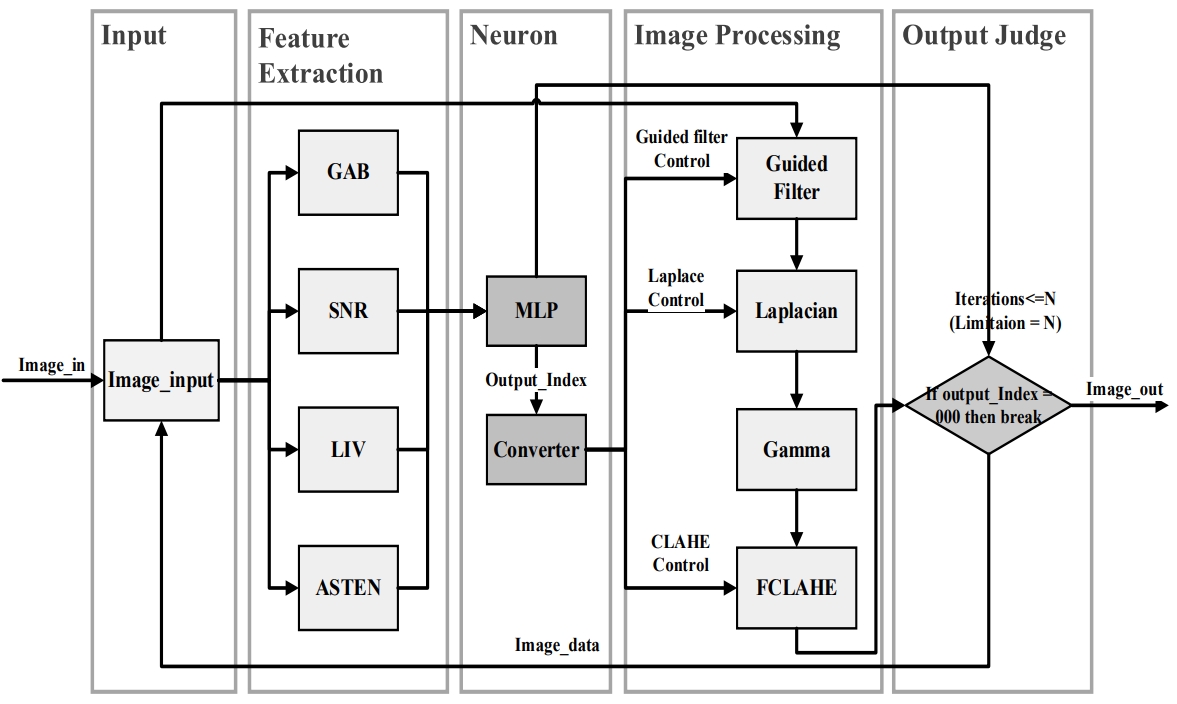 Input
Feature
Extraction
Neuron
Image Processing
Output Judge
Image_in
Image_input
GAB
SNR
LIV
ASTEN
MLP
Output_Index
Converter
Guided filter
Control
Laplace
Control
CLAHE
Control
Guided
Filter
Laplacian
Gamma
FCLAHE
Iterations<=N
(Limitaion = N)
If output_Index =
000 then break
Image_out
Image_data